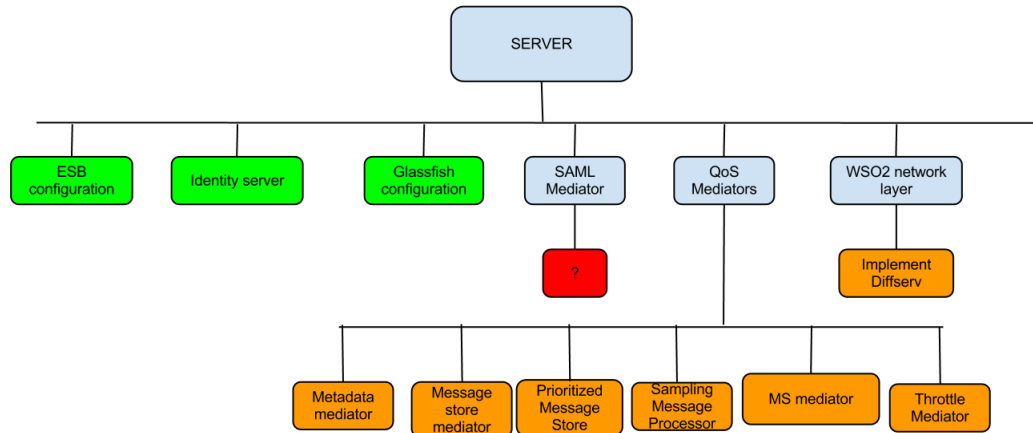 SERVER
ESB
configuration
Identity server
Glassfish
configuration
SAML
Mediator
QoS
Mediators
WSO2 network
layer
?
Implement
Diffserv
Metadata
mediator
Message
store
mediator
Prioritized
Message
Store
Sampling
Message
Processor
MS mediator
Throttle
Mediator